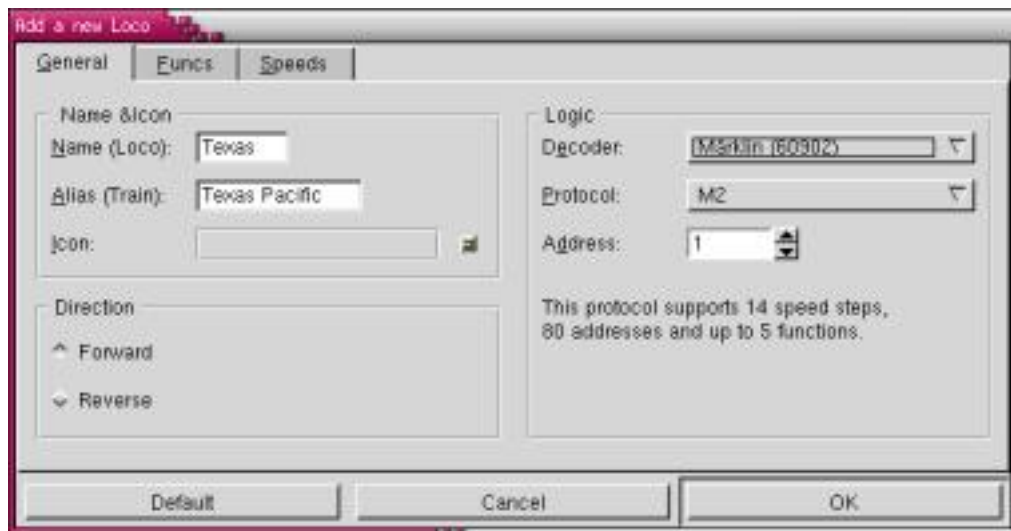 Add a new Loco
General Funcs Speeds
Name &Icon
Name (Loco): Texas
Alias (Train): Texas Pacific
Icon:
Direction
Forward
Reverse
Logic
Decoder: Märklin (60902)
Protocol: M2
Address: 1
This protocol supports 14 speed steps,
80 addresses and up to 5 functions.
Default Cancel OK